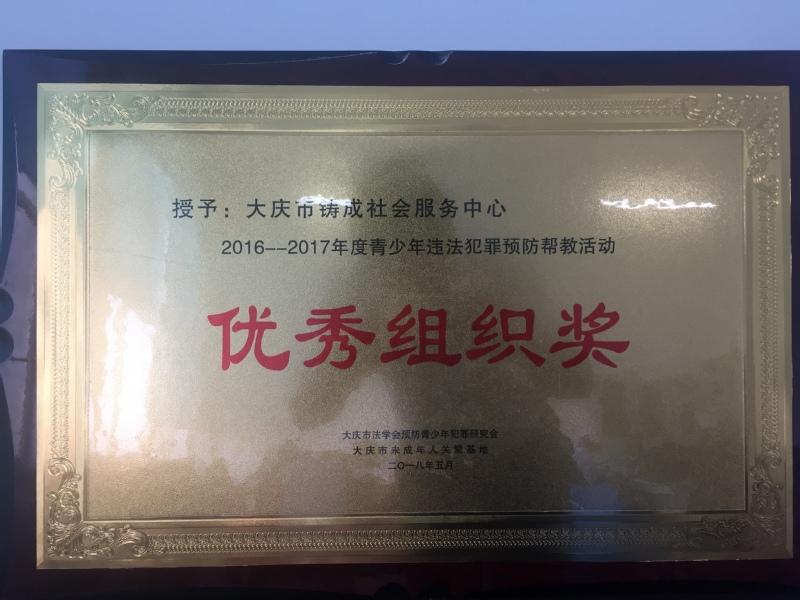 授予：大庆市铸成社会服务中心
2016--2017年度青少年违法犯罪预防帮教活动
优秀组织奖
大庆市法学会预防青少年犯罪研究会
大庆市未成年人关爱基地
二〇一八年五月